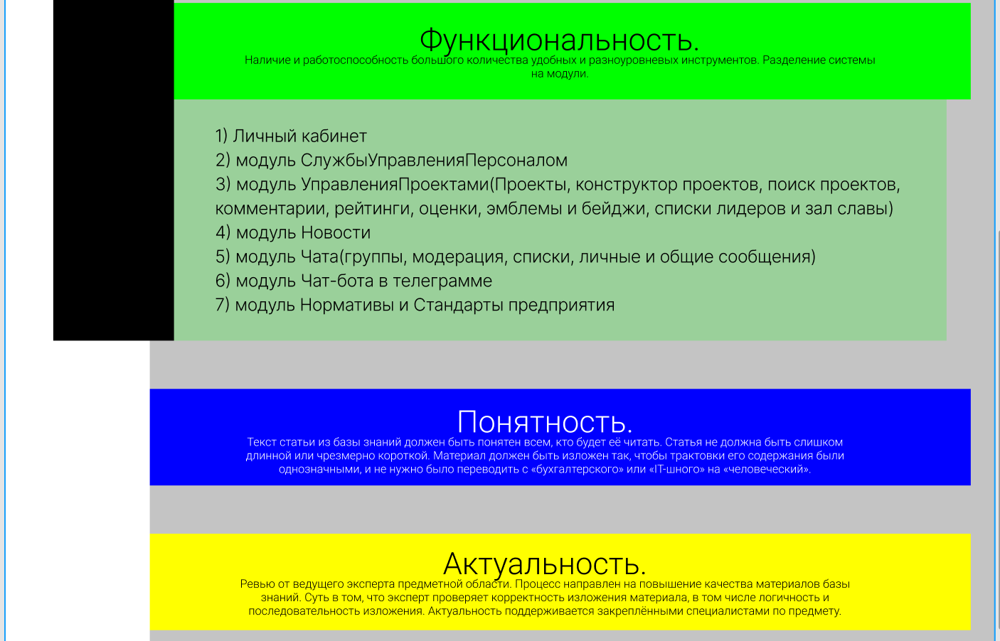 Функциональность.
Наличие и работоспособность большого количества удобных и разноуровневых инструментов. Разделение системы
на модули.
1) Личный кабинет
2) модуль СлужбыУправленияПерсоналом
3) модуль УправленияПроектами(Проекты, конструктор проектов, поиск проектов,
комментарии, рейтинги, оценки, эмблемы и бейджи, списки лидеров и зал славы)
4) модуль Новости
5) модуль Чата(группы, модерация, списки, личные и общие сообщения)
6) модуль Чат-бота в телеграмме
7) модуль Нормативы и Стандарты предприятия
Понятность.
Текст статьи из базы знаний должен быть понятен всем, кто будет её читать. Статья не должна быть слишком
длинной или чрезмерно короткой. Материал должен быть изложен так, чтобы трактовки его содержания были
однозначными, и не нужно было переводить с «бухгалтерского» или «IT-шного» на «человеческий».
Актуальность.
Ревью от ведущего эксперта предметной области. Процесс направлен на повышение качества материалов базы
знаний. Суть в том, что эксперт проверяет корректность изложения материала, в том числе логичность и
последовательность изложения. Актуальность поддерживается закреплёнными специалистами по предмету.